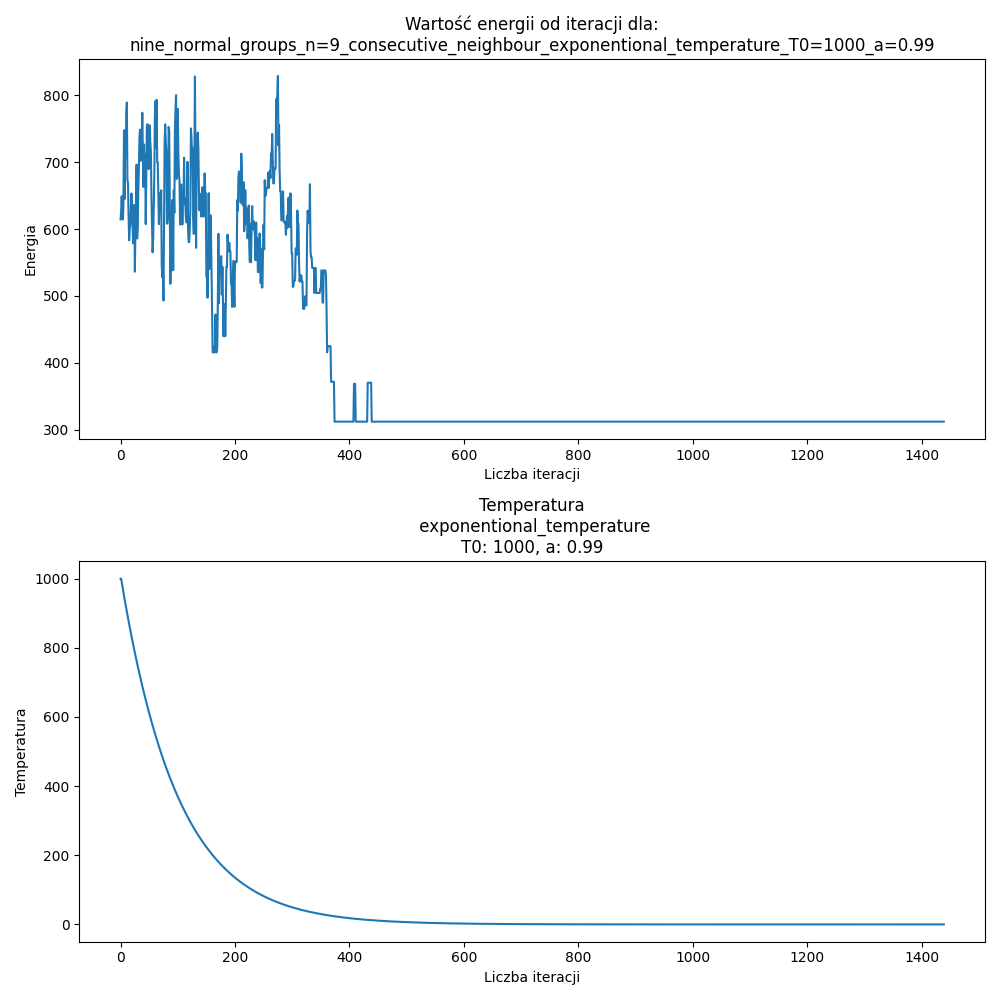 Wartość energii od iteracji dla:
nine_normal_groups_n=9_consecutive_neighbour_exponentional_temperature_T0=1000_a=0.99
800
700
600
500
400
300
Energia
0 200 400 600 800 1000 1200 1400
Liczba iteracji
Temperatura
exponentional_temperature
T0: 1000, a: 0.99
1000
800
600
400
200
0
Temperatura
0 200 400 600 800 1000 1200 1400
Liczba iteracji